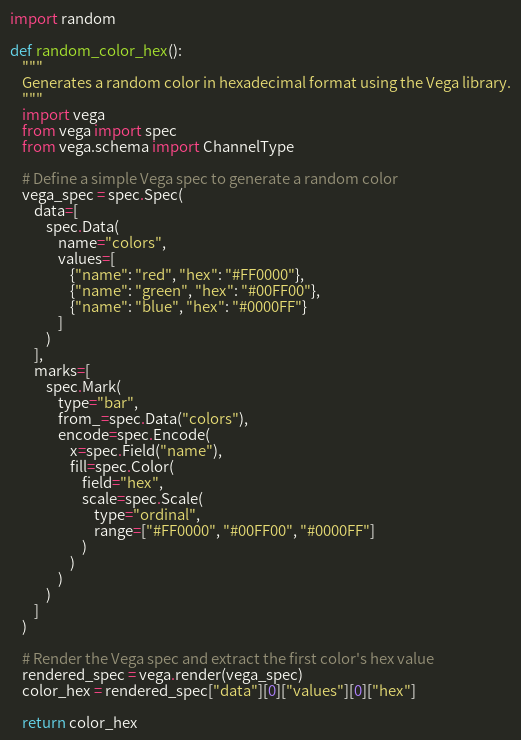 import random

def random_color_hex():
    """
    Generates a random color in hexadecimal format using the Vega library.
    """
    import vega
    from vega import spec
    from vega.schema import ChannelType

    # Define a simple Vega spec to generate a random color
    vega_spec = spec.Spec(
        data=[
            spec.Data(
                name="colors",
                values=[
                    {"name": "red", "hex": "#FF0000"},
                    {"name": "green", "hex": "#00FF00"},
                    {"name": "blue", "hex": "#0000FF"}
                ]
            )
        ],
        marks=[
            spec.Mark(
                type="bar",
                from_=spec.Data("colors"),
                encode=spec.Encode(
                    x=spec.Field("name"),
                    fill=spec.Color(
                        field="hex",
                        scale=spec.Scale(
                            type="ordinal",
                            range=["#FF0000", "#00FF00", "#0000FF"]
                        )
                    )
                )
            )
        ]
    )

    # Render the Vega spec and extract the first color's hex value
    rendered_spec = vega.render(vega_spec)
    color_hex = rendered_spec["data"][0]["values"][0]["hex"]

    return color_hex